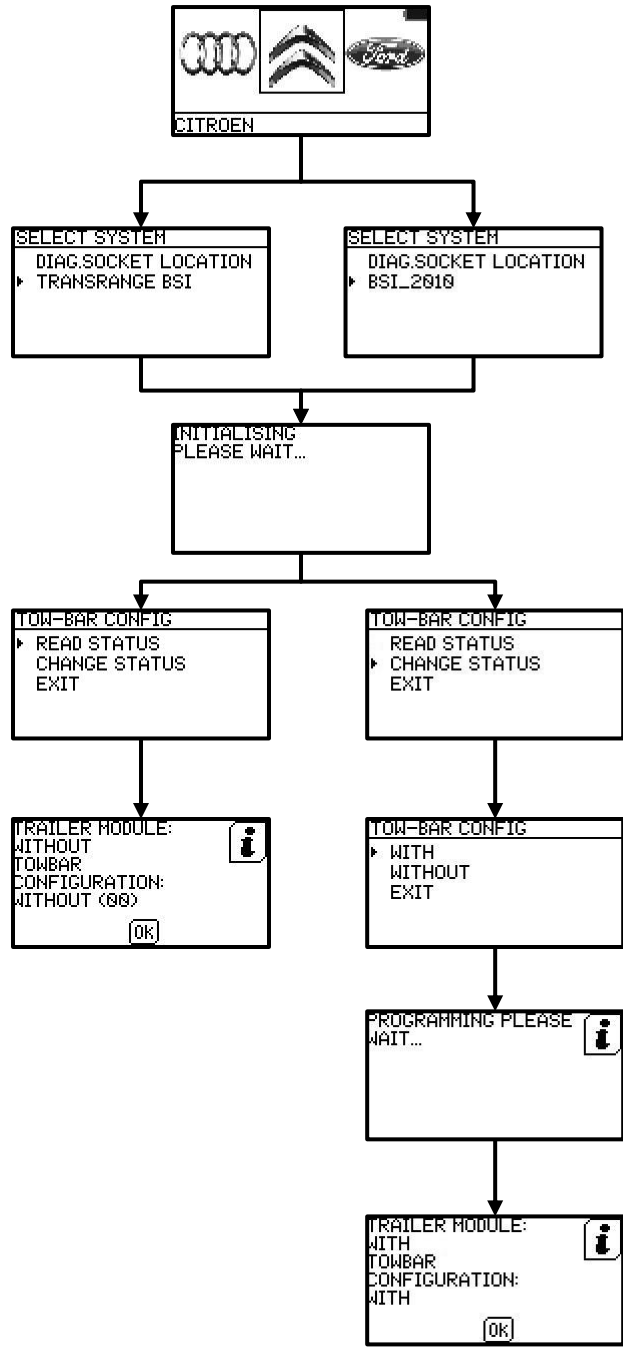 Ford
CITROEN
SELECT SYSTEM
DIAG.SOCKET LOCATION
TRANSRANGE BSI
SELECT SYSTEM
DIAG.SOCKET LOCATION
BSI_2010
INITIALISING
PLEASE WAIT...
TOW-BAR CONFIG
READ STATUS
CHANGE STATUS
EXIT
TOW-BAR CONFIG
READ STATUS
CHANGE STATUS
EXIT
TRAILER MODULE:
WITHOUT
TOWBAR
CONFIGURATION:
WITHOUT (00)
i
OK
TOW-BAR CONFIG
WITH
WITHOUT
EXIT
PROGRAMMING PLEASE
WAIT...
i
TRAILER MODULE:
WITH
TOWBAR
CONFIGURATION:
WITH
i
OK